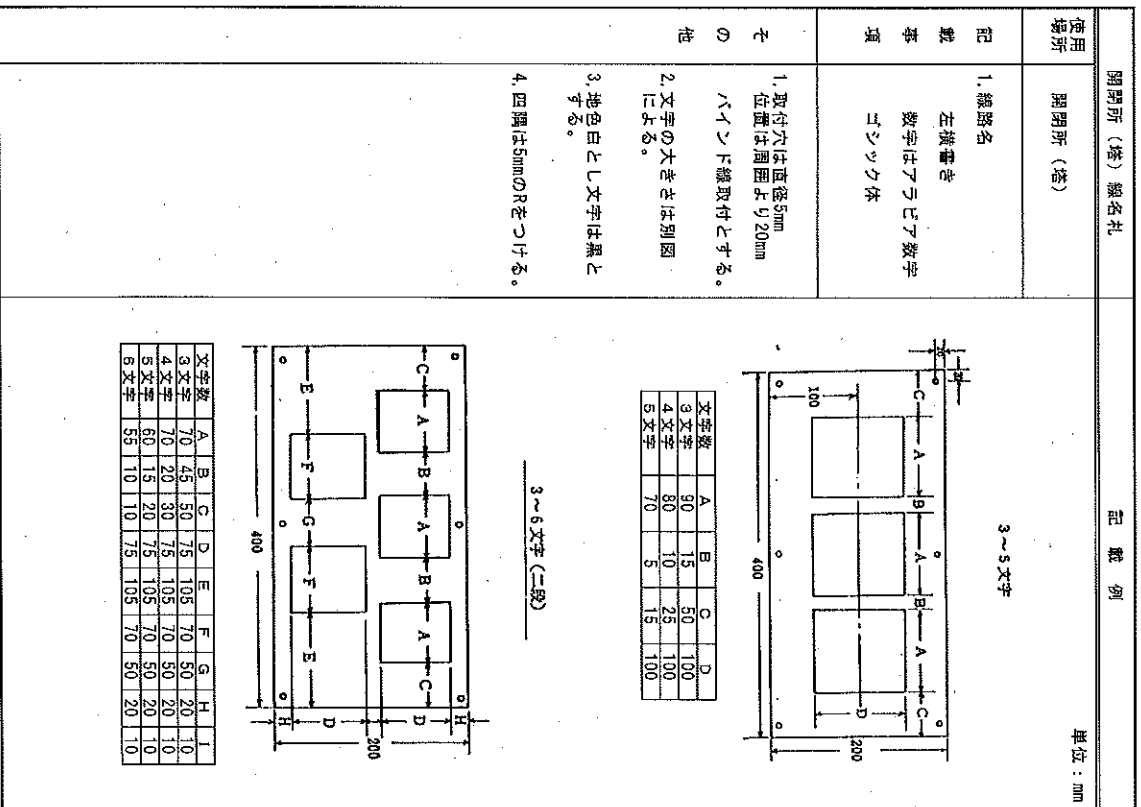 開閉所（塔）線名札
記載例
単位：mm
使用場所
開閉所（塔）
記載事項
1. 線路名
左横書き
数字はアラビア数字
ゴシック体
その他
1. 取付穴は直径5mm
位置は周囲より20mm
バインド線取付とする。
2. 文字の大きさは別図
による。
3. 地色白とし文字は黒と
する。
4. 四隅は5mmのRをつける。
3～5文字
20
20
C A B A B A C
100
D
200
400
文字数 A B C D
3文字 90 15 50 100
4文字 80 10 25 100
5文字 70 5 15 100
3～6文字（二段）
C A B A B A C
E F G F E
H
D
D
H
200
400
文字数 A B C D E F G H I
3文字 70 45 50 75 105 70 50 20 10
4文字 70 20 30 75 105 70 50 20 10
5文字 60 15 20 75 105 70 50 20 10
6文字 55 10 10 75 105 70 50 20 10